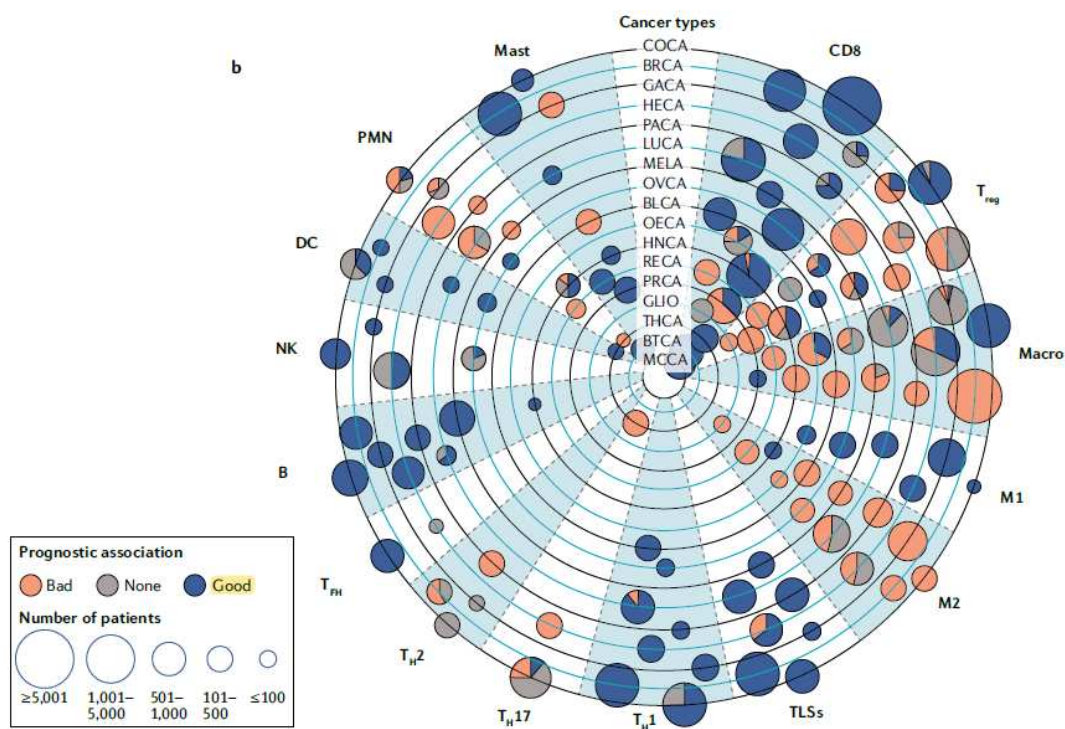 b
Cancer types
COCA
BRCA
GACA
HECA
PACA
LUCA
MELA
OVCA
BLCA
OECA
HNCA
RECA
PRCA
GLIO
THCA
BTCA
MCCA
CD8
Treg
Macro
M1
M2
TLSs
TH1
TH17
TH2
TFH
B
NK
DC
PMN
Mast
Prognostic association
Bad None Good
Number of patients
≥5,001 1,001–5,000 501–1,000 101–500 ≤100